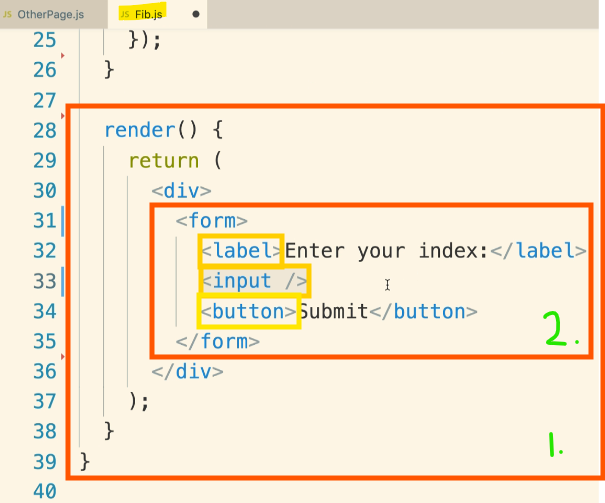 JS OtherPage.js JS Fib.js
25 });
26 }
27
28 render() {
29 return (
30 <div>
31 <form>
32 <label>Enter your index:</label>
33 <input />
34 <button>Submit</button>
35 </form>
36 </div>
37 );
38 }
39 }
40
2.
1.